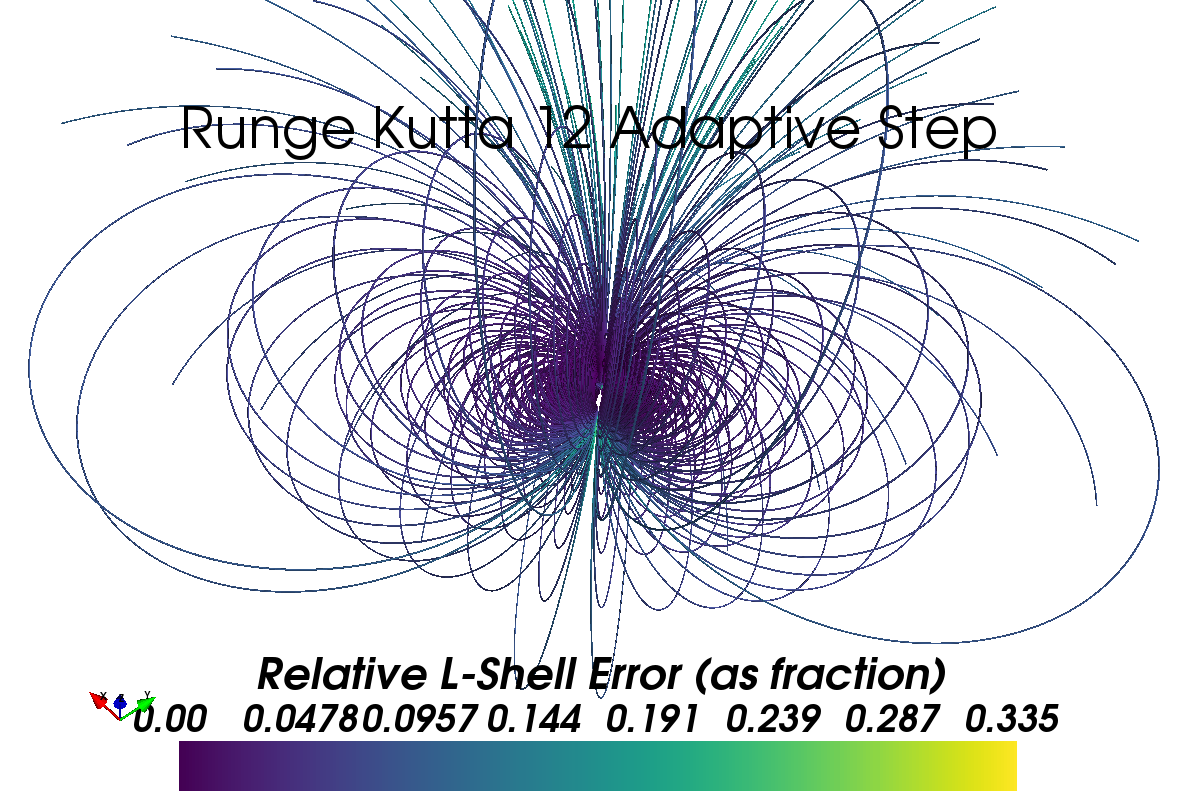 Runge Kutta 12 Adaptive Step
Relative L-Shell Error (as fraction)
X Z Y
0.00 0.0478 0.0957 0.144 0.191 0.239 0.287 0.335